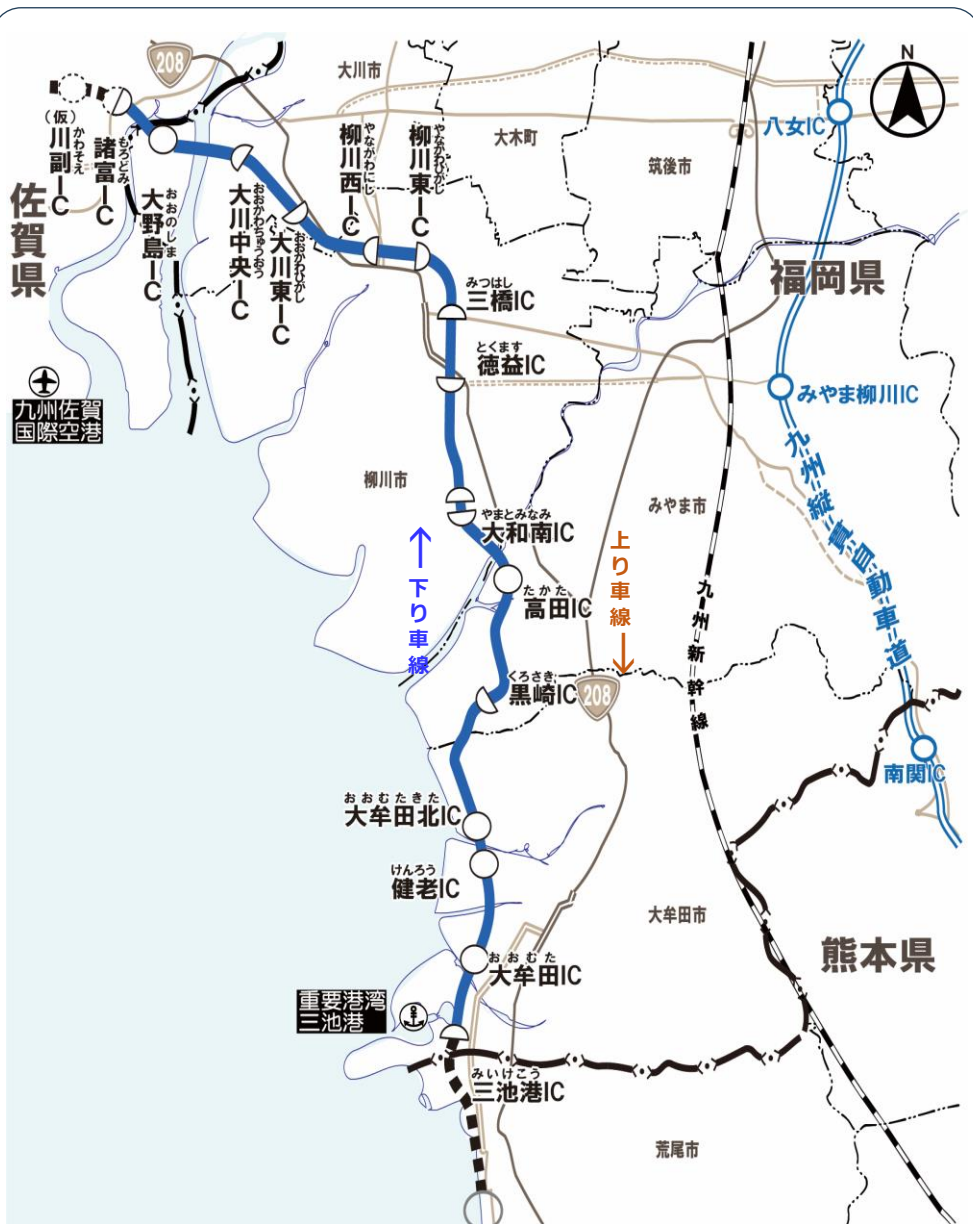 N
208
大川市
(仮)
かわそえ
川副IC
もろどみ
諸富IC
おおのしま
大野島IC
おおかわちゅうおう
大川中央IC
おおかわひがし
大川東IC
やながわにし
柳川西IC
やながわひがし
柳川東IC
大木町
筑後市
八女IC
佐賀県
福岡県
みつはし
三橋IC
とくます
徳益IC
みやま柳川IC
九州佐賀
国際空港
柳川市
みやま市
九州縦貫自動車道
やまとみなみ
大和南IC
←下り車線
上り車線→
九州新幹線
たかた
高田IC
くろさき
黒崎IC
208
南関IC
おおむたきた
大牟田北IC
けんろう
健老IC
大牟田市
熊本県
おおむた
大牟田IC
重要港湾
三池港
みいけこう
三池港IC
荒尾市